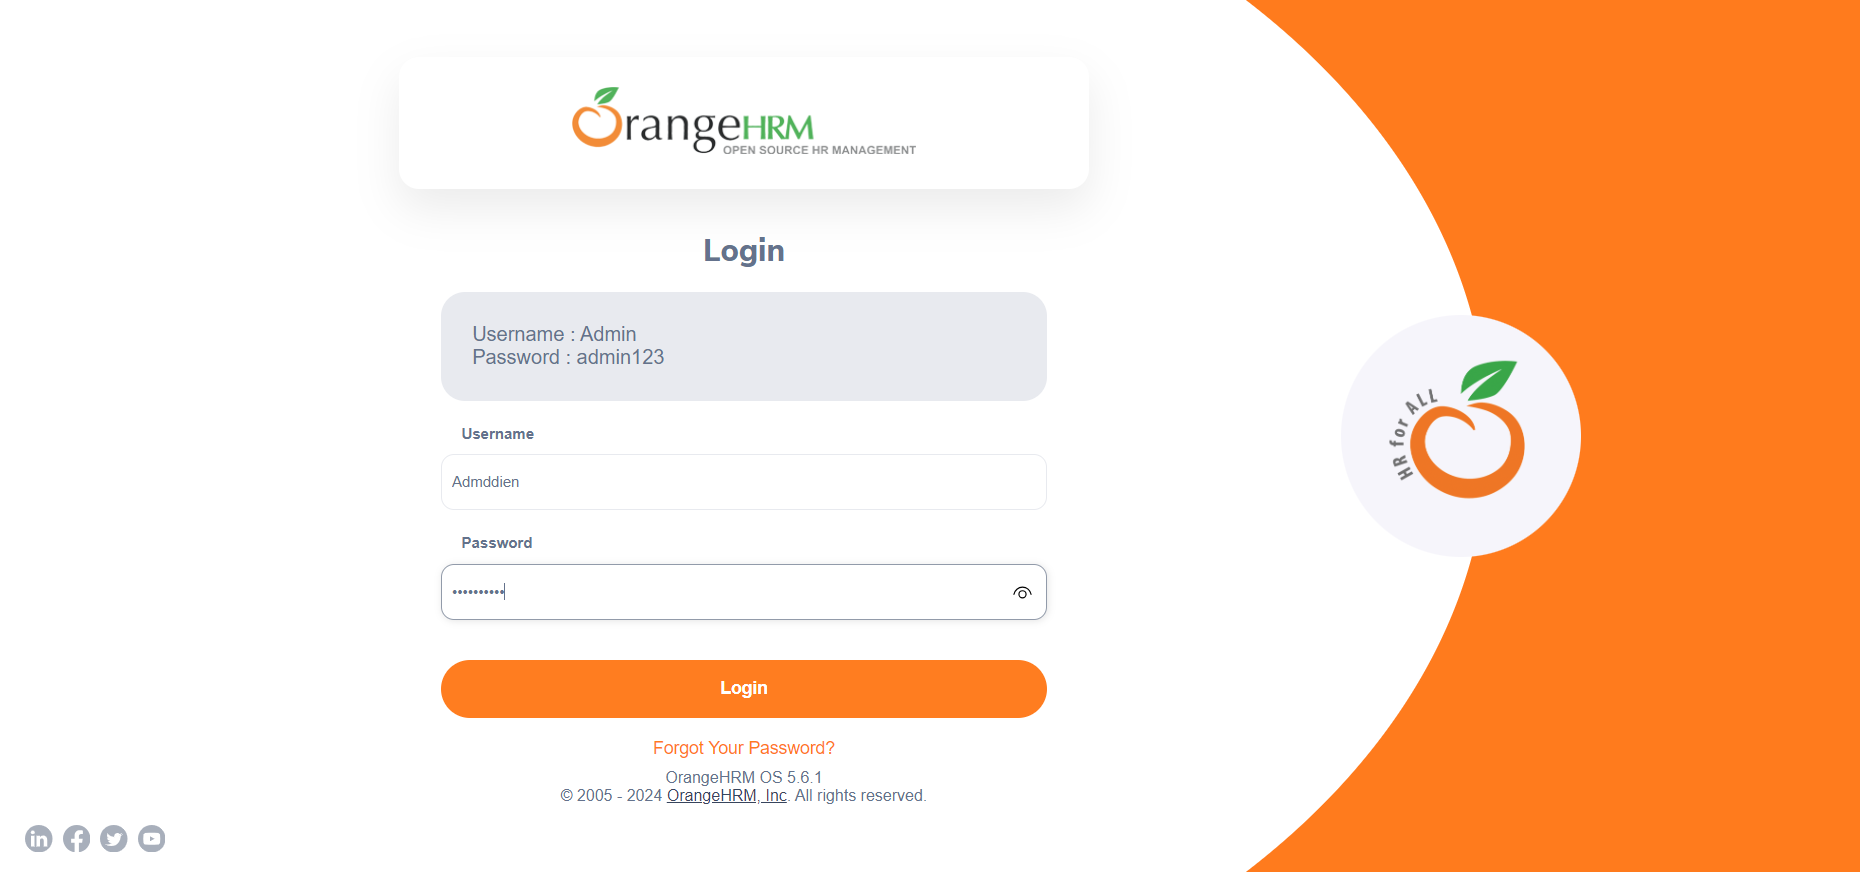 OrangeHRM
OPEN SOURCE HR MANAGEMENT
Login
Username : Admin
Password : admin123
Username
Admddien
Password
••••••••••
Login
Forgot Your Password?
OrangeHRM OS 5.6.1
© 2005 - 2024 OrangeHRM, Inc. All rights reserved.
HR for ALL